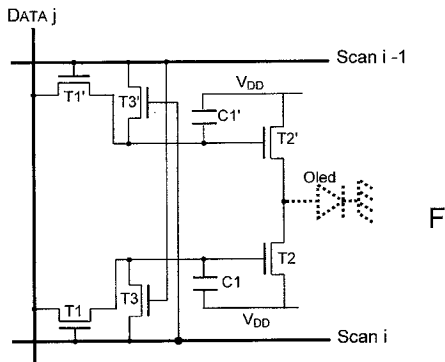 DATA j
Scan i -1
VDD
T1'
T3'
C1'
T2'
Oled
F
T2
T1
T3
C1
VDD
Scan i